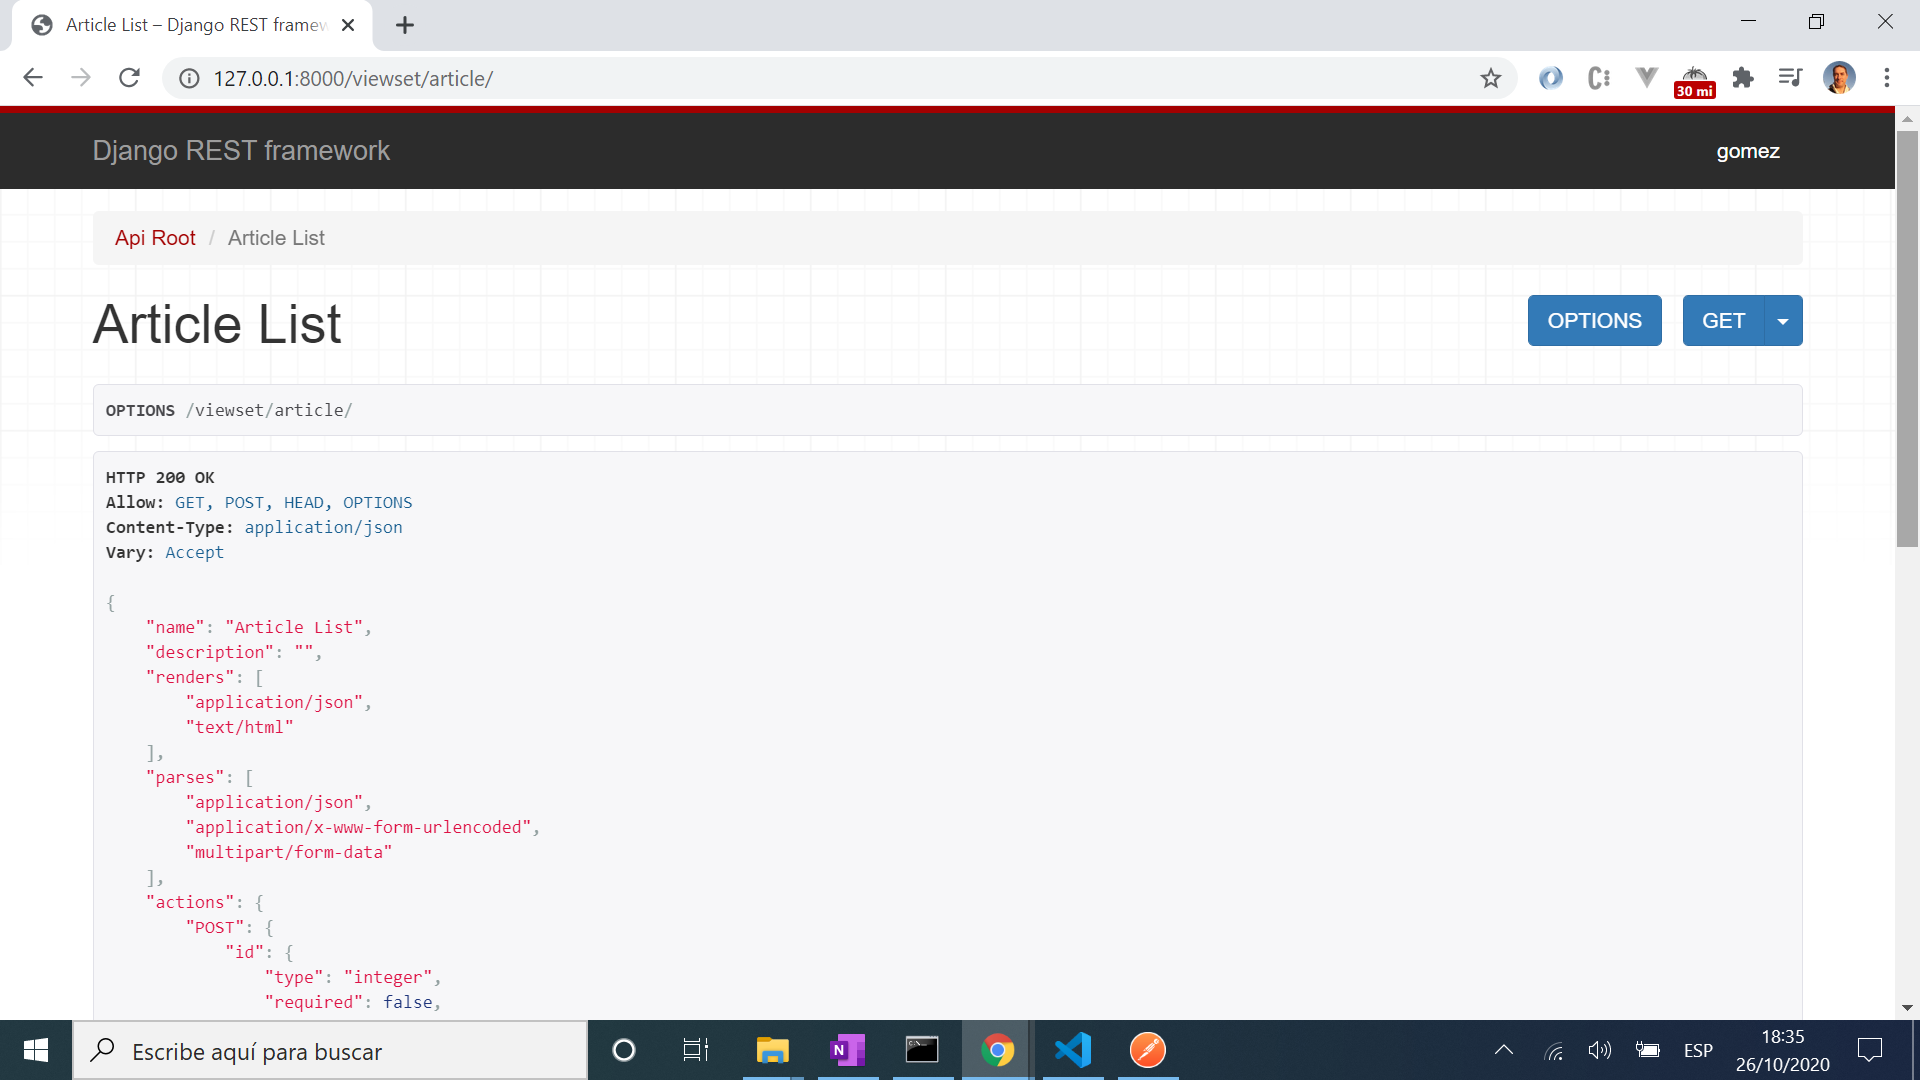 Article List – Django REST framew
127.0.0.1:8000/viewset/article/
30 mi
Django REST framework
gomez
Api Root / Article List
Article List
OPTIONS
GET
OPTIONS /viewset/article/
HTTP 200 OK
Allow: GET, POST, HEAD, OPTIONS
Content-Type: application/json
Vary: Accept
{
    "name": "Article List",
    "description": "",
    "renders": [
        "application/json",
        "text/html"
    ],
    "parses": [
        "application/json",
        "application/x-www-form-urlencoded",
        "multipart/form-data"
    ],
    "actions": {
        "POST": {
            "id": {
                "type": "integer",
                "required": false,
Escribe aquí para buscar
ESP
18:35
26/10/2020